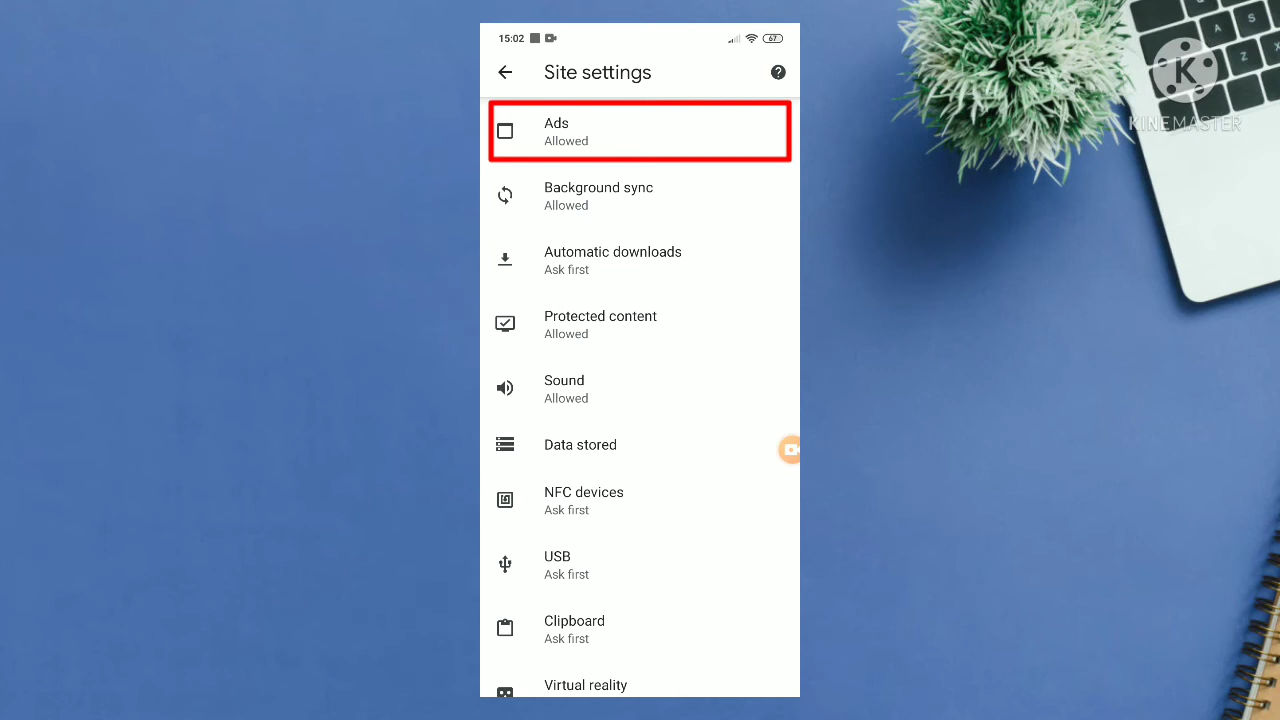 15:02
67
Site settings
Ads
Allowed
Background sync
Allowed
Automatic downloads
Ask first
Protected content
Allowed
Sound
Allowed
Data stored
NFC devices
Ask first
USB
Ask first
Clipboard
Ask first
Virtual reality
K
KINEMASTER
A
S